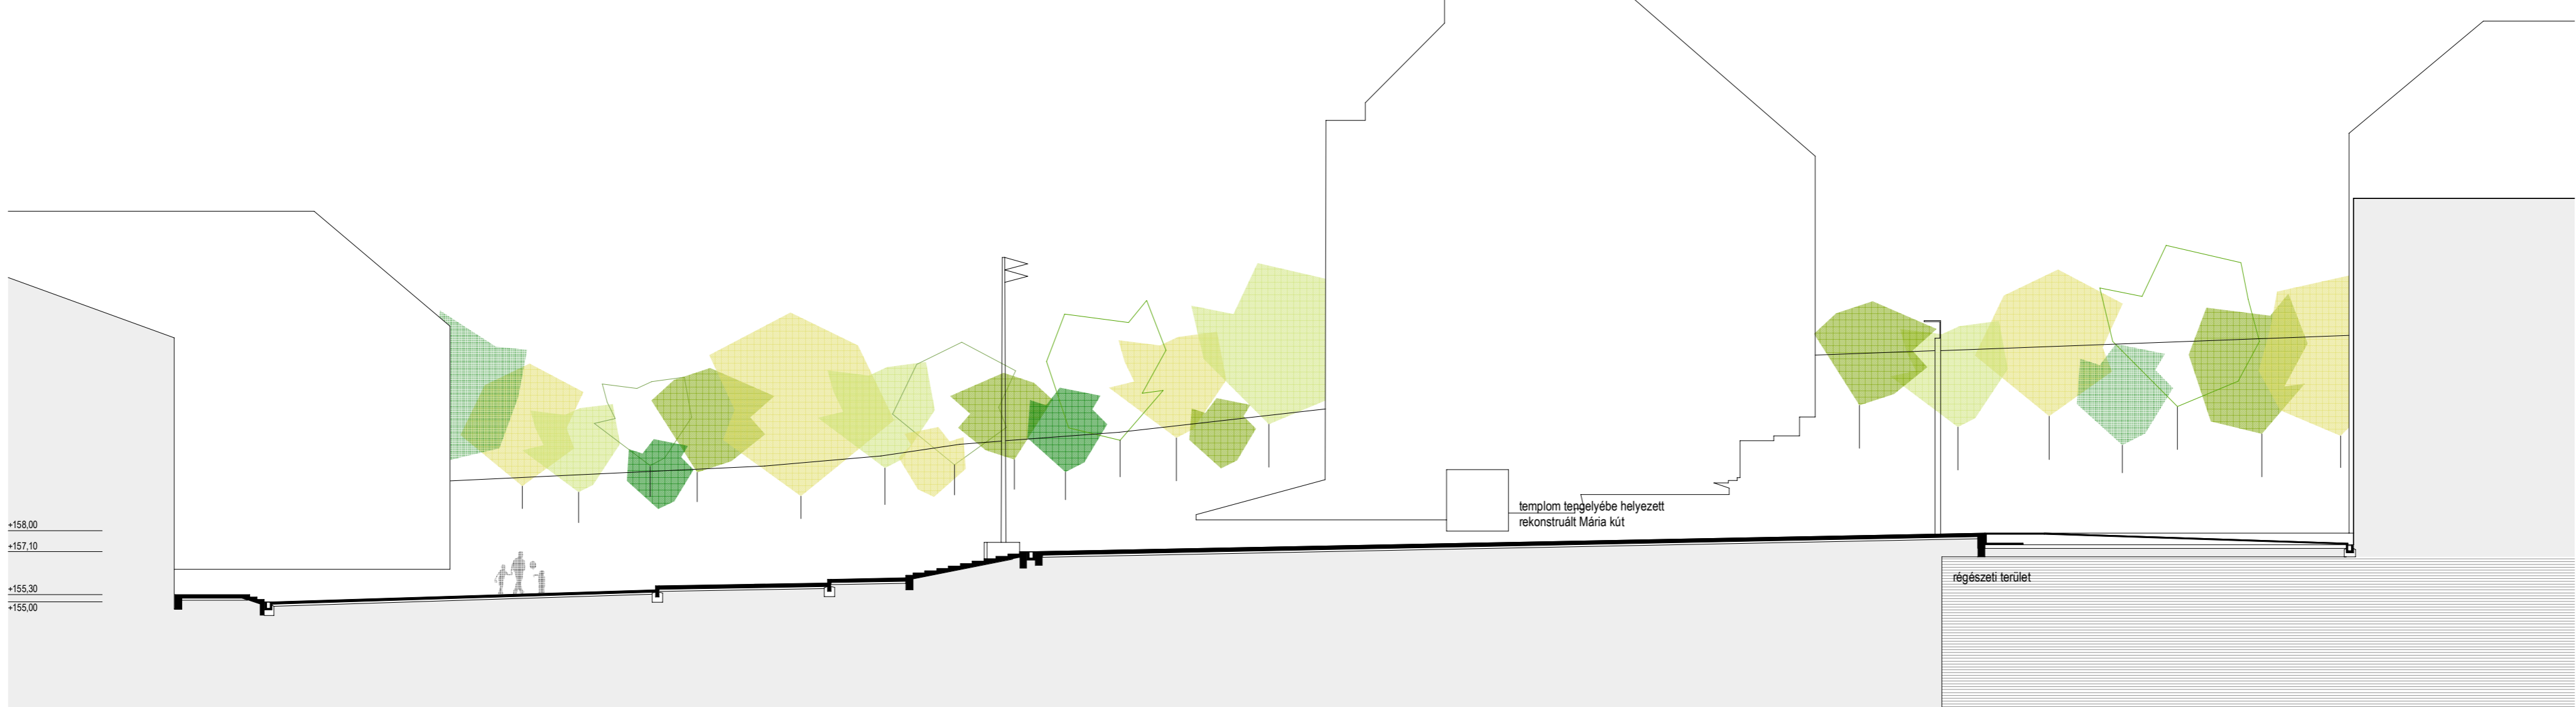 +158,00
+157,10
+155,30
+155,00
templom tengelyébe helyezett
rekonstruált Mária kút
régészeti terület